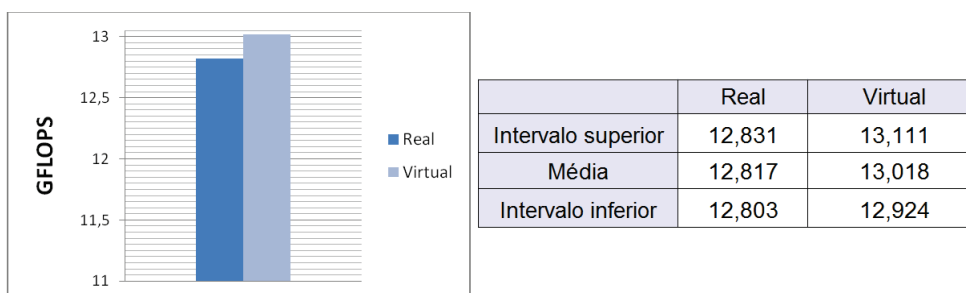 13
12,5
12
11,5
11
GFLOPS
Real
Virtual
Real Virtual
Intervalo superior 12,831 13,111
Média 12,817 13,018
Intervalo inferior 12,803 12,924